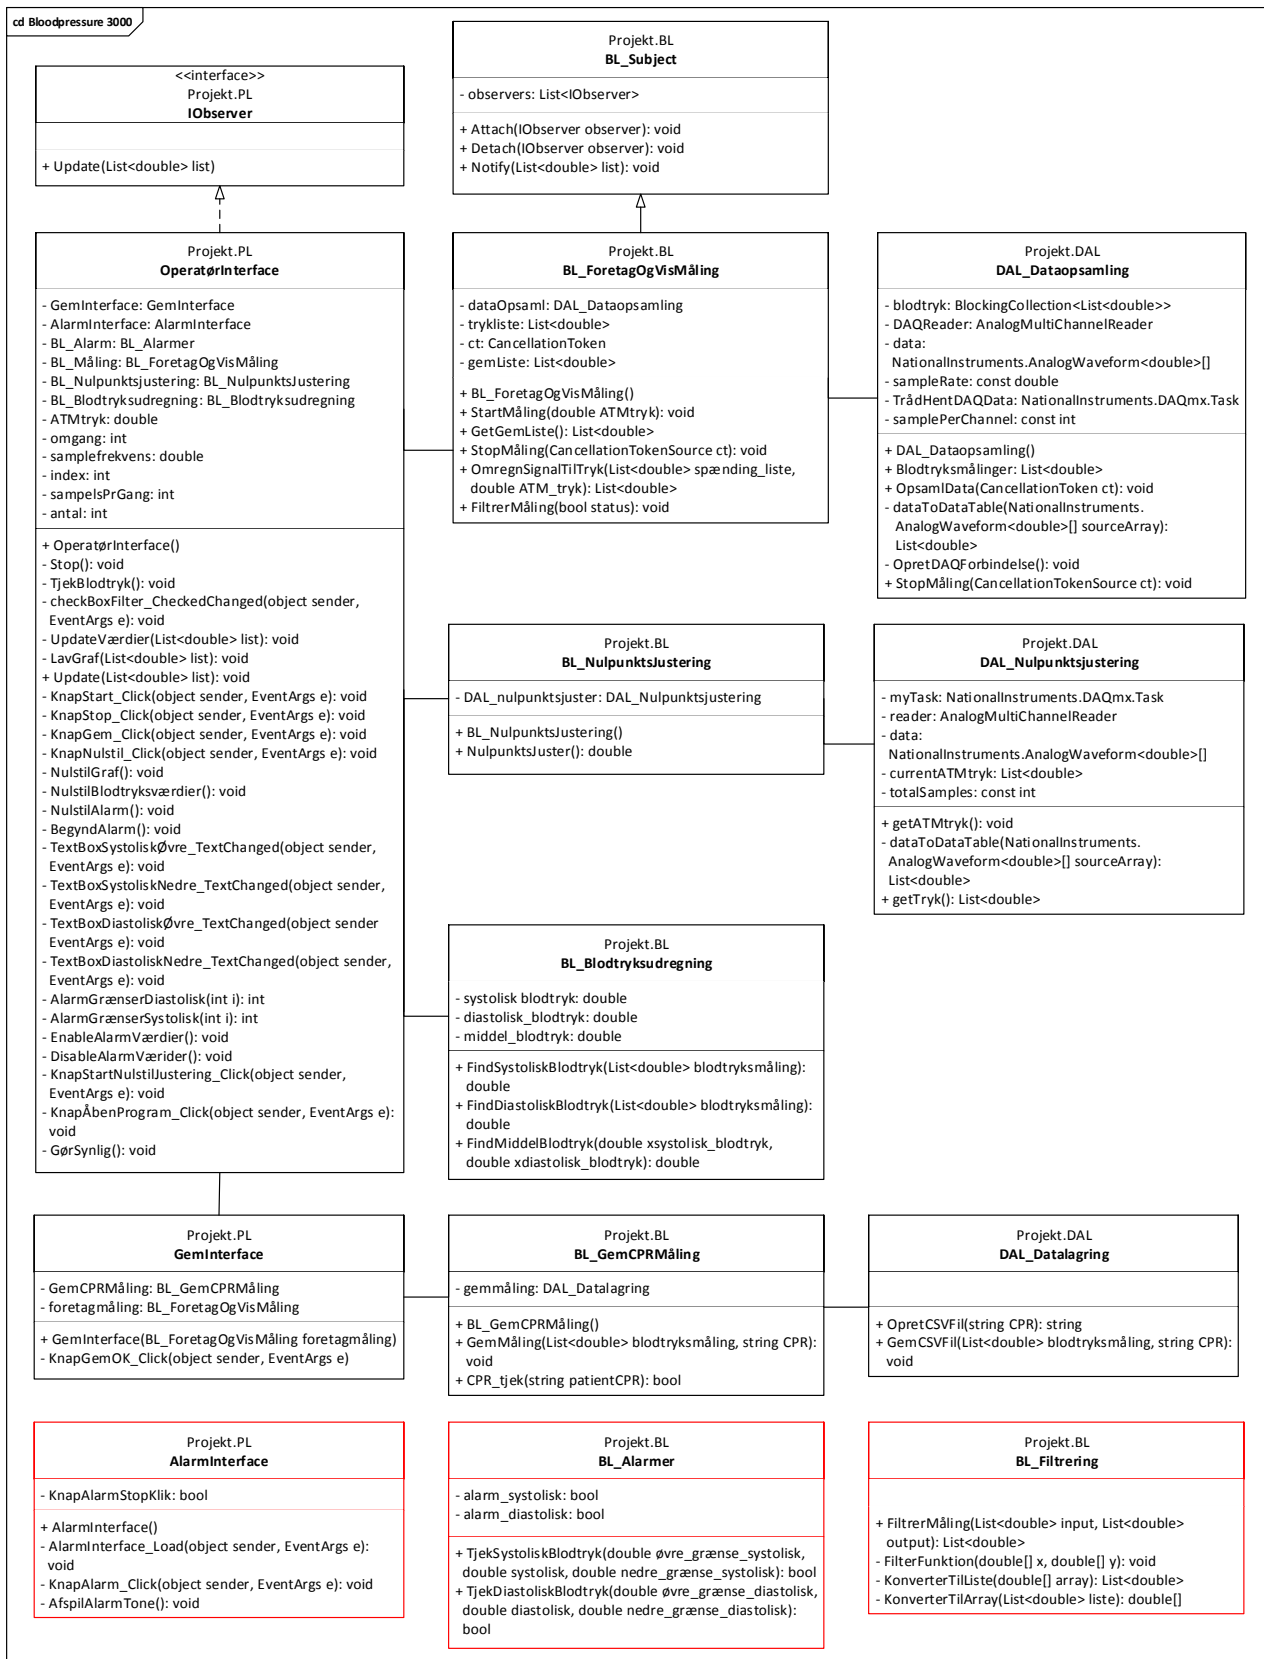 cd Bloodpressure 3000
<<interface>>
Projekt.PL
IObserver
+ Update(List<double> list)
Projekt.BL
BL_Subject
- observers: List<IObserver>
+ Attach(IObserver observer): void
+ Detach(IObserver observer): void
+ Notify(List<double> list): void
Projekt.PL
OperatørInterface
- GemInterface: GemInterface
- AlarmInterface: AlarmInterface
- BL_Alarm: BL_Alarmer
- BL_Måling: BL_ForetagOgVisMåling
- BL_Nulpunktsjustering: BL_NulpunktsJustering
- BL_Blodtryksudregning: BL_Blodtryksudregning
- ATMtryk: double
- omgang: int
- samplefrekvens: double
- index: int
- sampelsPrGang: int
- antal: int
+ OperatørInterface()
- Stop(): void
- TjekBlodtryk(): void
- checkBoxFilter_CheckedChanged(object sender,
EventArgs e): void
- UpdateVærdier(List<double> list): void
- LavGraf(List<double> list): void
+ Update(List<double> list): void
- KnapStart_Click(object sender, EventArgs e): void
- KnapStop_Click(object sender, EventArgs e): void
- KnapGem_Click(object sender, EventArgs e): void
- KnapNulstil_Click(object sender, EventArgs e): void
- NulstilGraf(): void
- NulstilBlodtryksværdier(): void
- NulstilAlarm(): void
- BegyndAlarm(): void
- TextBoxSystoliskØvre_TextChanged(object sender,
EventArgs e): void
- TextBoxSystoliskNedre_TextChanged(object sender,
EventArgs e): void
- TextBoxDiastoliskØvre_TextChanged(object sender
EventArgs e): void
- TextBoxDiastoliskNedre_TextChanged(object sender,
EventArgs e): void
- AlarmGrænserDiastolisk(int i): int
- AlarmGrænserSystolisk(int i): int
- EnableAlarmVærdier(): void
- DisableAlarmVærider(): void
- KnapStartNulstilJustering_Click(object sender,
EventArgs e): void
- KnapÅbenProgram_Click(object sender, EventArgs e):
void
- GørSynlig(): void
Projekt.BL
BL_ForetagOgVisMåling
- dataOpsaml: DAL_Dataopsamling
- trykliste: List<double>
- ct: CancellationToken
- gemListe: List<double>
+ BL_ForetagOgVisMåling()
+ StartMåling(double ATMtryk): void
+ GetGemListe(): List<double>
+ StopMåling(CancellationTokenSource ct): void
+ OmregnSignalTilTryk(List<double> spænding_liste,
double ATM_tryk): List<double>
+ FiltrerMåling(bool status): void
Projekt.DAL
DAL_Dataopsamling
- blodtryk: BlockingCollection<List<double>>
- DAQReader: AnalogMultiChannelReader
- data:
NationalInstruments.AnalogWaveform<double>[]
- sampleRate: const double
- TrådHentDAQData: NationalInstruments.DAQmx.Task
- samplePerChannel: const int
+ DAL_Dataopsamling()
+ Blodtryksmålinger: List<double>
+ OpsamlData(CancellationToken ct): void
- dataToDataTable(NationalInstruments.
AnalogWaveform<double>[] sourceArray):
List<double>
- OpretDAQForbindelse(): void
+ StopMåling(CancellationTokenSource ct): void
Projekt.BL
BL_NulpunktsJustering
- DAL_nulpunktsjuster: DAL_Nulpunktsjustering
+ BL_NulpunktsJustering()
+ NulpunktsJuster(): double
Projekt.DAL
DAL_Nulpunktsjustering
- myTask: NationalInstruments.DAQmx.Task
- reader: AnalogMultiChannelReader
- data:
NationalInstruments.AnalogWaveform<double>[]
- currentATMtryk: List<double>
- totalSamples: const int
+ getATMtryk(): void
- dataToDataTable(NationalInstruments.
AnalogWaveform<double>[] sourceArray):
List<double>
+ getTryk(): List<double>
Projekt.BL
BL_Blodtryksudregning
- systolisk blodtryk: double
- diastolisk_blodtryk: double
- middel_blodtryk: double
+ FindSystoliskBlodtryk(List<double> blodtryksmåling):
double
+ FindDiastoliskBlodtryk(List<double> blodtryksmåling):
double
+ FindMiddelBlodtryk(double xsystolisk_blodtryk,
double xdiastolisk_blodtryk): double
Projekt.PL
GemInterface
- GemCPRMåling: BL_GemCPRMåling
- foretagmåling: BL_ForetagOgVisMåling
+ GemInterface(BL_ForetagOgVisMåling foretagmåling)
- KnapGemOK_Click(object sender, EventArgs e)
Projekt.BL
BL_GemCPRMåling
- gemmåling: DAL_Datalagring
+ BL_GemCPRMåling()
+ GemMåling(List<double> blodtryksmåling, string CPR):
void
+ CPR_tjek(string patientCPR): bool
Projekt.DAL
DAL_Datalagring
+ OpretCSVFil(string CPR): string
+ GemCSVFil(List<double> blodtryksmåling, string CPR):
void
Projekt.PL
AlarmInterface
- KnapAlarmStopKlik: bool
+ AlarmInterface()
- AlarmInterface_Load(object sender, EventArgs e):
void
- KnapAlarm_Click(object sender, EventArgs e): void
- AfspilAlarmTone(): void
Projekt.BL
BL_Alarmer
- alarm_systolisk: bool
- alarm_diastolisk: bool
+ TjekSystoliskBlodtryk(double øvre_grænse_systolisk,
double systolisk, double nedre_grænse_systolisk): bool
+ TjekDiastoliskBlodtryk(double øvre_grænse_diastolisk,
double diastolisk, double nedre_grænse_diastolisk):
bool
Projekt.BL
BL_Filtrering
+ FiltrerMåling(List<double> input, List<double>
output): List<double>
- FilterFunktion(double[] x, double[] y): void
- KonverterTilListe(double[] array): List<double>
- KonverterTilArray(List<double> liste): double[]